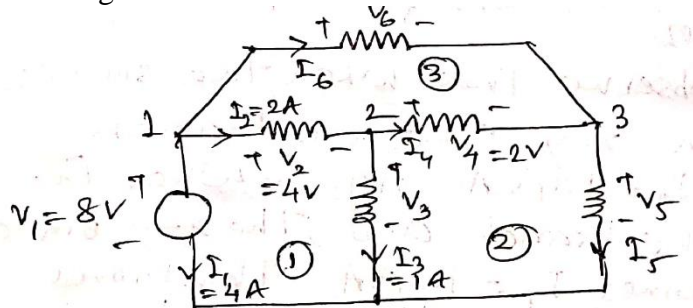 + V₆ -
I₆
③
1
I₂=2A
2
+ -
3
+ V₂ -
=4V
I₄
V₄=2V
V₁=8V
+
-
+
V₃
-
+
V₅
-
①
②
I₁
=4A
I₃
=1A
I₅